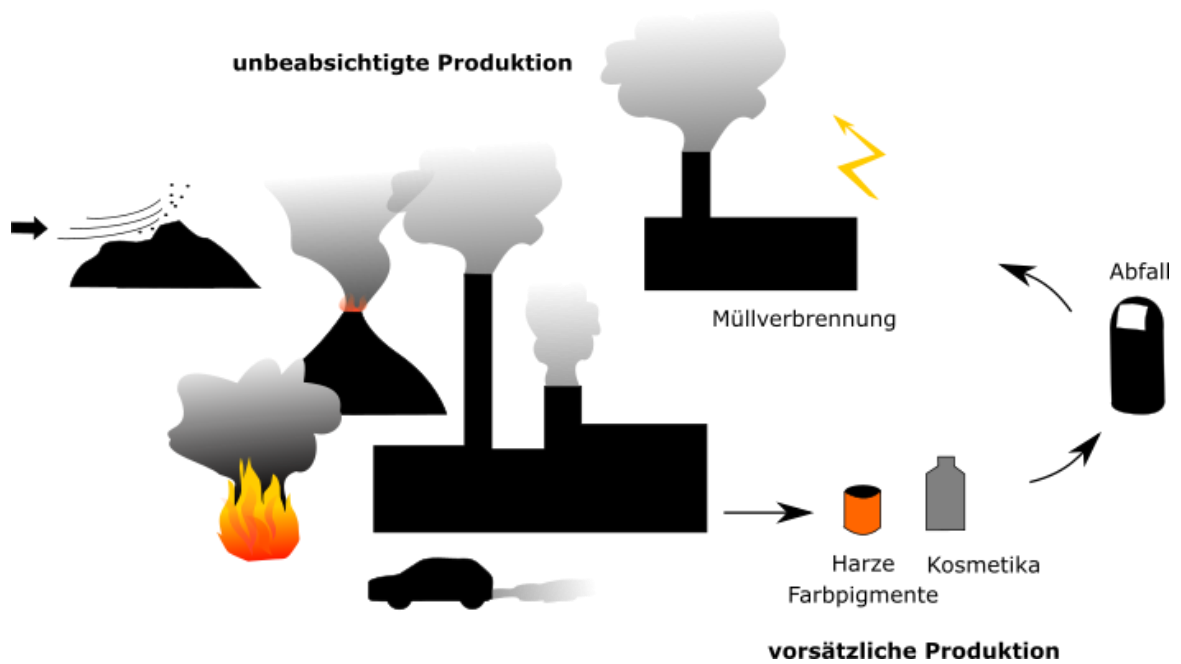 unbeabsichtigte Produktion
Abfall
Müllverbrennung
Harze
Kosmetika
Farbpigmente
vorsätzliche Produktion